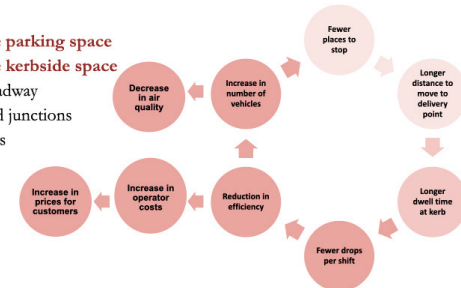 parking space
kerbside space
adway
d junctions
s
Fewer
places to
stop
Longer
distance to
move to
delivery
point
Longer
dwell time
at kerb
Fewer drops
per shift
Reduction in
efficiency
Increase in
number of
vehicles
Decrease
in air
quality
Increase in
operator
costs
Increase in
prices for
customers